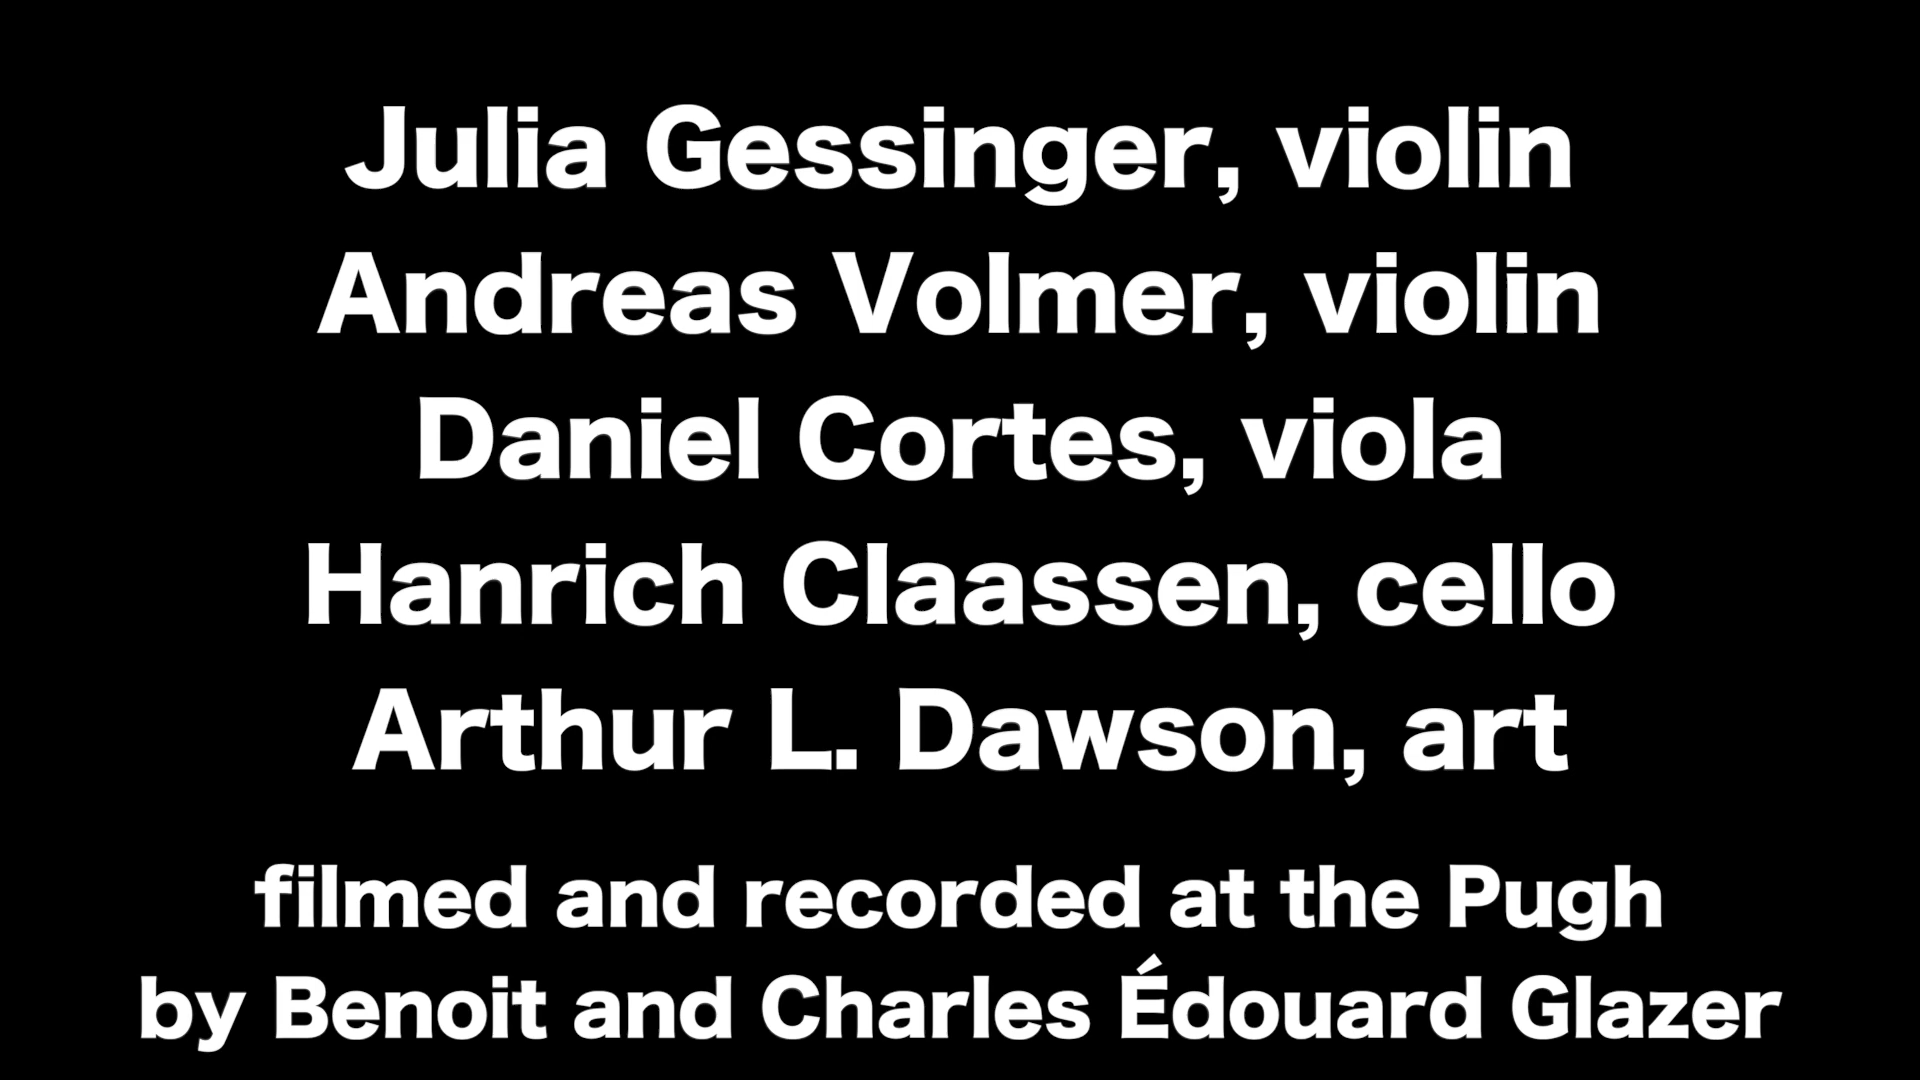 Julia Gessinger, violin
Andreas Volmer, violin
Daniel Cortes, viola
Hanrich Claassen, cello
Arthur L. Dawson, art
filmed and recorded at the Pugh
by Benoit and Charles Édouard Glazer